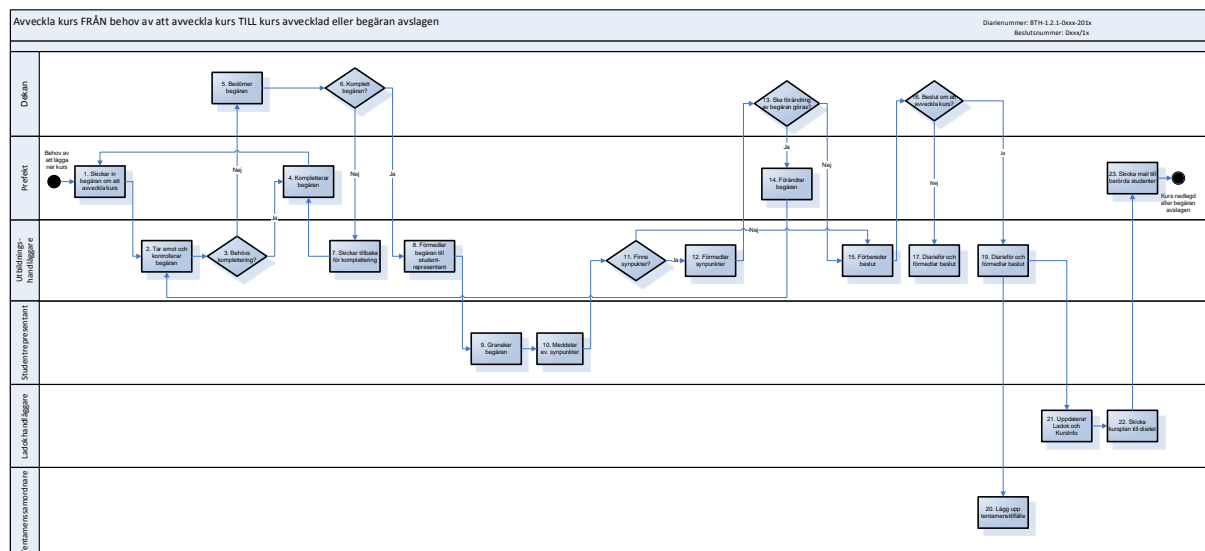 Avveckla kurs FRÅN behov av att avveckla kurs TILL kurs avvecklad eller begäran avslagen
Diarienummer: BTH-1.2.1-0xxx-201x
Beslutsnummer: Dxxx/1x
Dekan
5. Bedömer
begäran
6. Komplett
begäran?
13. Ska förändring
av begäran göras?
16. Beslut om att
avveckla kurs?
Prefekt
Behov av
att lägga
ner kurs
1. Skickar in
begäran om att
avveckla kurs
Nej
4. Kompletterar
begäran
Ja
Nej
Ja
Ja
14. Förändrar
begäran
Nej
Nej
Ja
23. Skicka mail till
berörda studenter
Kurs nedlagd
eller begäran
avslagen
Utbildnings-
handläggare
2. Tar emot och
kontrollerar
begäran
3. Behövs
komplettering?
7. Skickar tillbaka
för komplettering
8. Förmedlar
begäran till
student-
representant
11. Finns
synpukter?
Ja
12. Förmedlar
synpunkter
Nej
15. Förbereder
beslut
17. Diarieför och
förmedlar beslut
19. Diarieför och
förmedlar beslut
Studentrepresentant
9. Granskar
begäran
10. Meddelar
ev. synpunkter
Ladokhandläggare
21. Uppdaterar
Ladok och
KursInfo
22. Skicka
kursplan till diariet
Tentamenssamordnare
20. Lägg upp
tentamenstillfälle